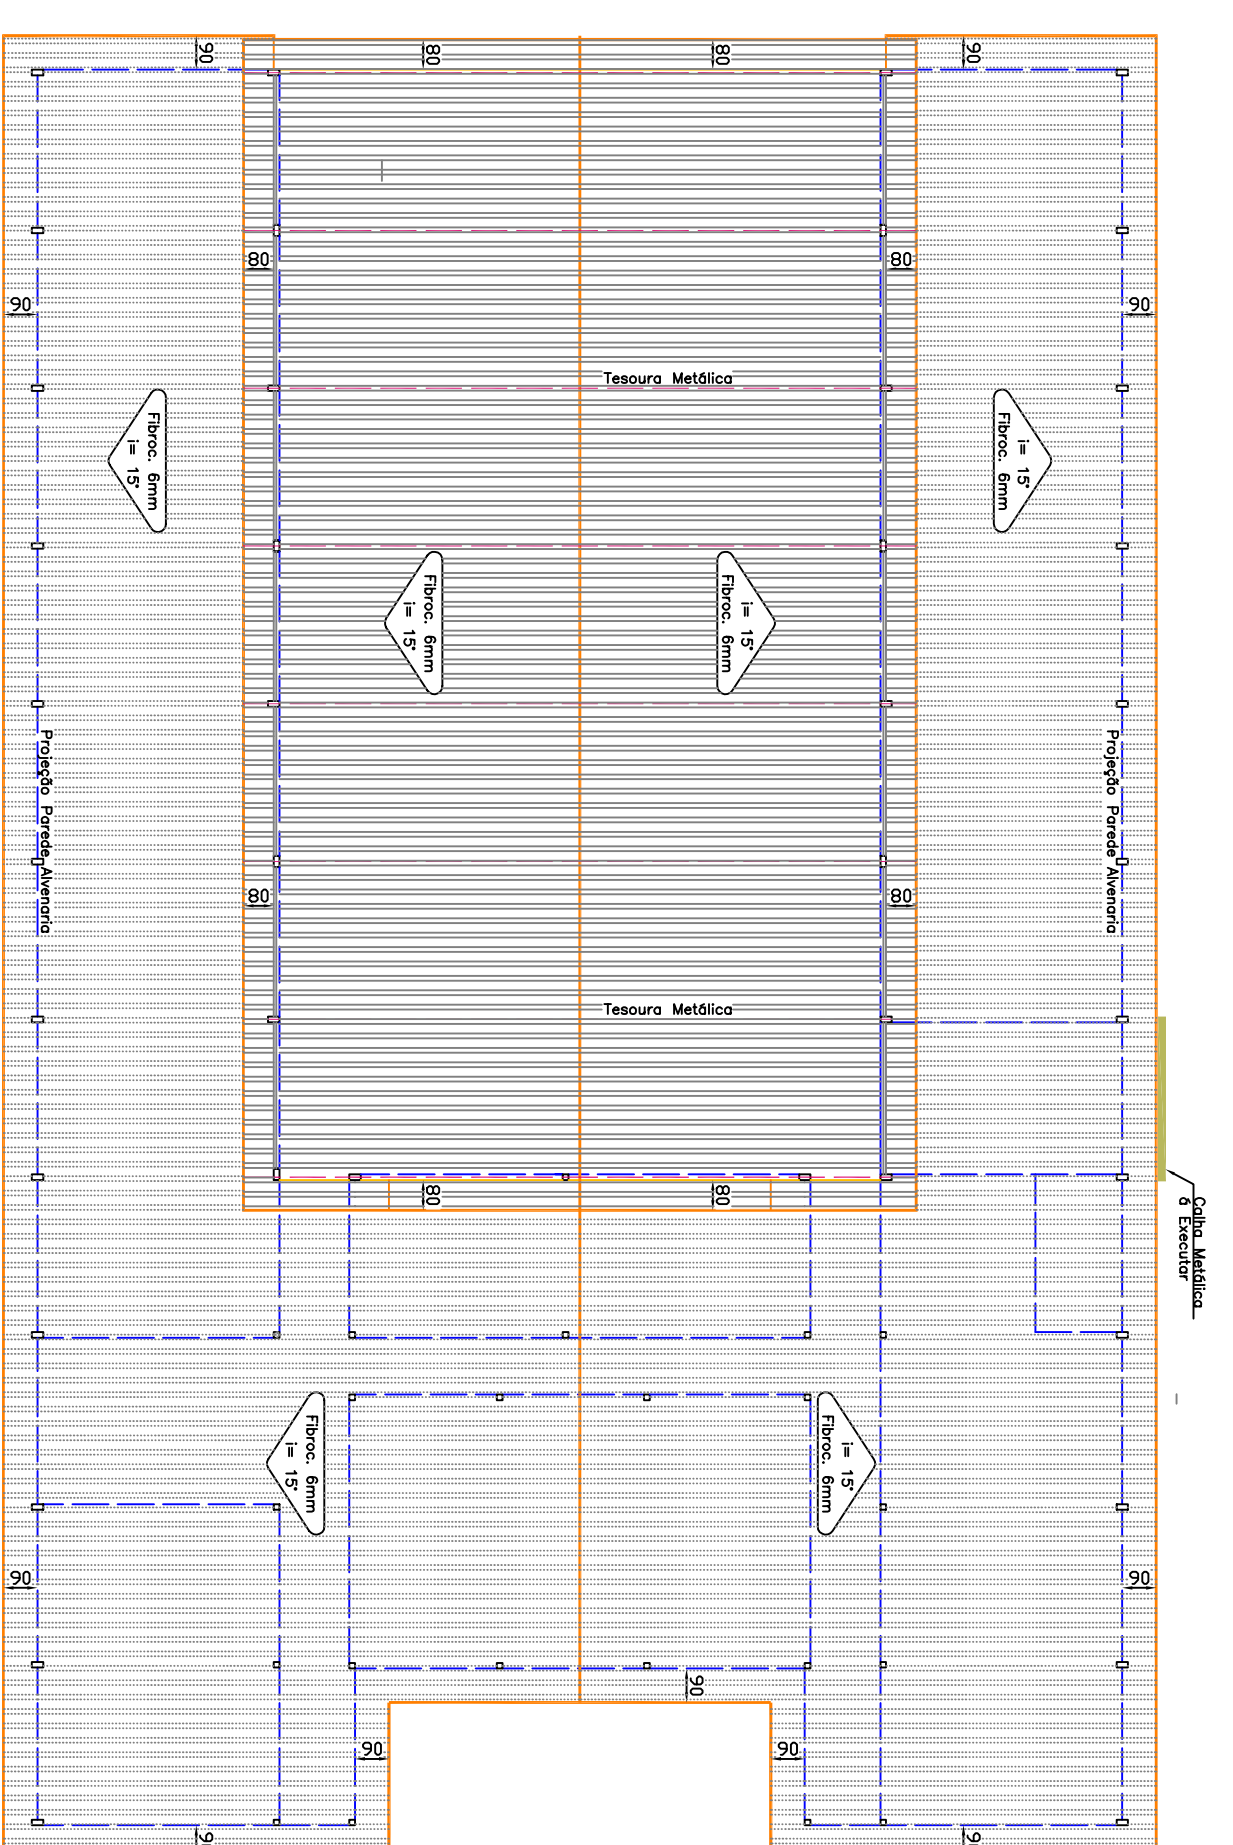 90
80
80
90
80
80
90
90
Tesoura Metálica
Fibroc. 6mm
i= 15°
i= 15°
Fibroc. 6mm
Fibroc. 6mm
i= 15°
i= 15°
Fibroc. 6mm
Projeção Parede Alvenaria
Projeção Parede Alvenaria
80
80
Tesoura Metálica
80
80
Calha Metálica
á Executar
Fibroc. 6mm
i= 15°
i= 15°
Fibroc. 6mm
90
90
90
90
90